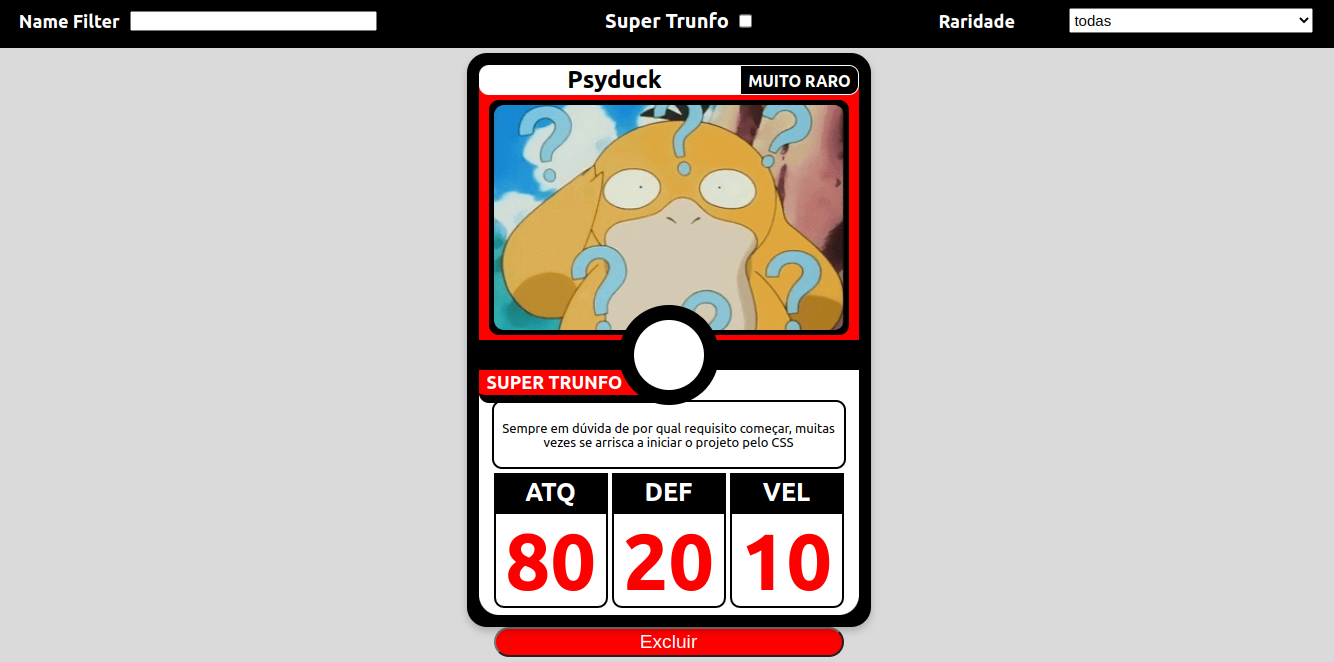 Name Filter
Super Trunfo
Raridade
todas
Psyduck
MUITO RARO
? ? ?
? ? ?
SUPER TRUNFO
Sempre em dúvida de por qual requisito começar, muitas
vezes se arrisca a iniciar o projeto pelo CSS
ATQ DEF VEL
80 20 10
Excluir